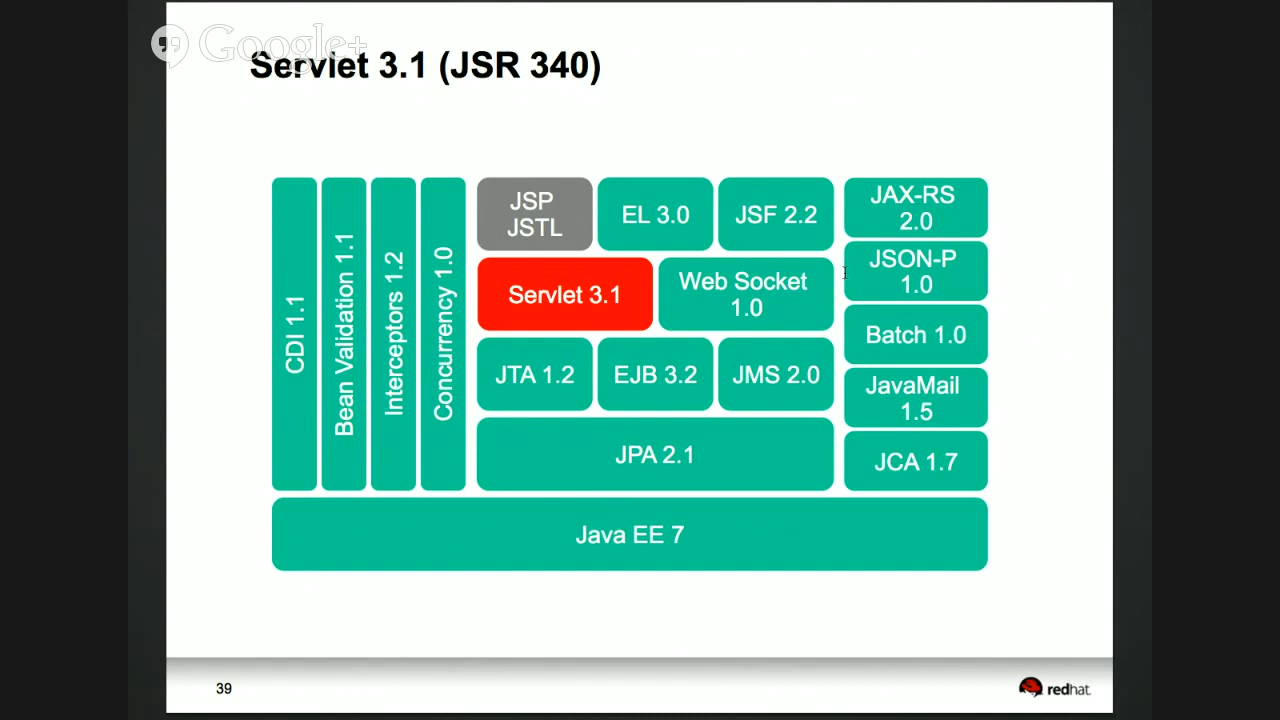 Google+
Servlet 3.1 (JSR 340)
CDI 1.1
Bean Validation 1.1
Interceptors 1.2
Concurrency 1.0
JSP
JSTL
EL 3.0
JSF 2.2
Servlet 3.1
Web Socket
1.0
JTA 1.2
EJB 3.2
JMS 2.0
JPA 2.1
JAX-RS
2.0
JSON-P
1.0
Batch 1.0
JavaMail
1.5
JCA 1.7
Java EE 7
39
redhat.